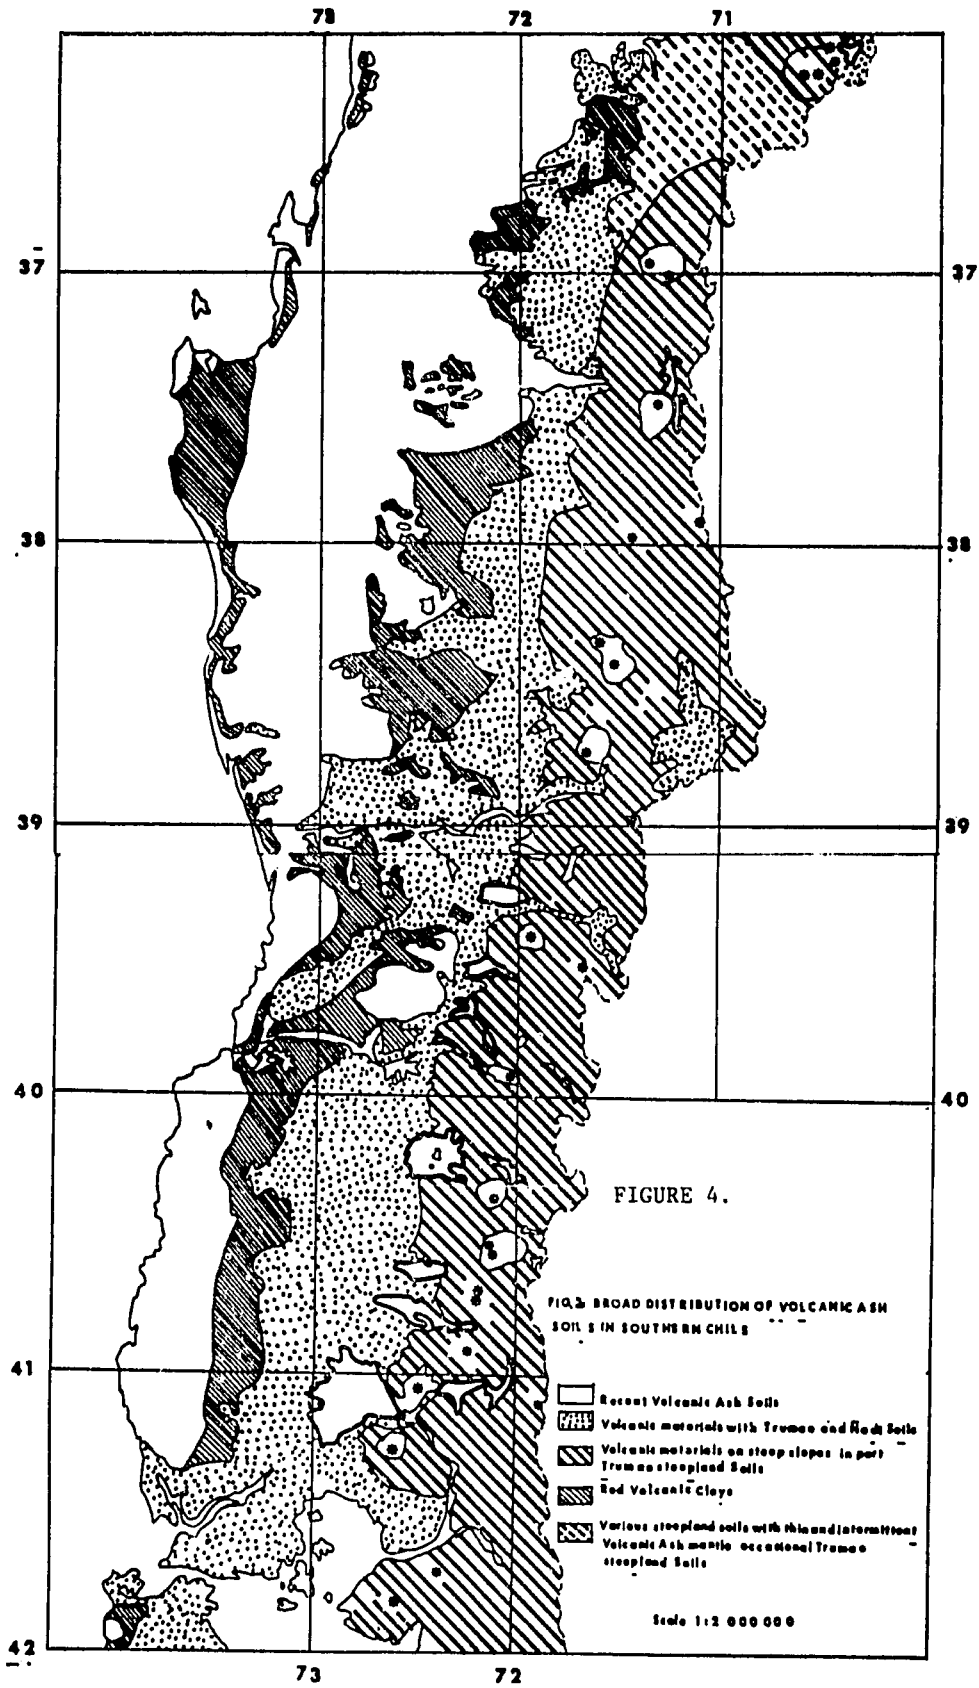 73 72 71
37 37
38 38
39 39
40 40
FIGURE 4.
FIG.2 BROAD DISTRIBUTION OF VOLCANIC ASH
SOILS IN SOUTHERN CHILE
41
Recent Volcanic Ash Soils
Volcanic materials with Trumao and Ñadi Soils
Volcanic materials on steep slopes in part
Trumao steepland Soils
Red Volcanic Clays
Various steepland soils with thin and intermittent
Volcanic Ash mantle occasional Trumao
steepland Soils
Scale 1:2 000 000
42
73 72